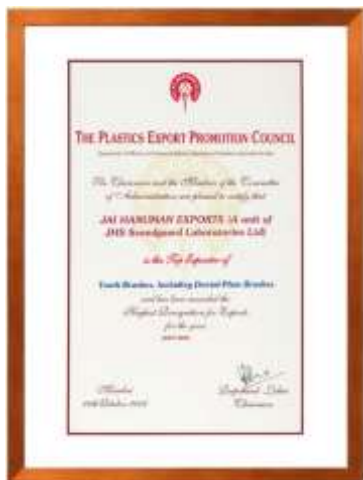 THE PLASTICS EXPORT PROMOTION COUNCIL
The Chairman and the Members of the Committee
of Administration are pleased to certify that
JAI HANUMAN EXPORTS (A unit of
JHS Svendgaard Laboratories Ltd)
is the Top Exporter of
Tooth Brushes, Including Dental-Plate Brushes
and has been awarded the
Highest Recognition for Exports
for the year
Mumbai
Chairman